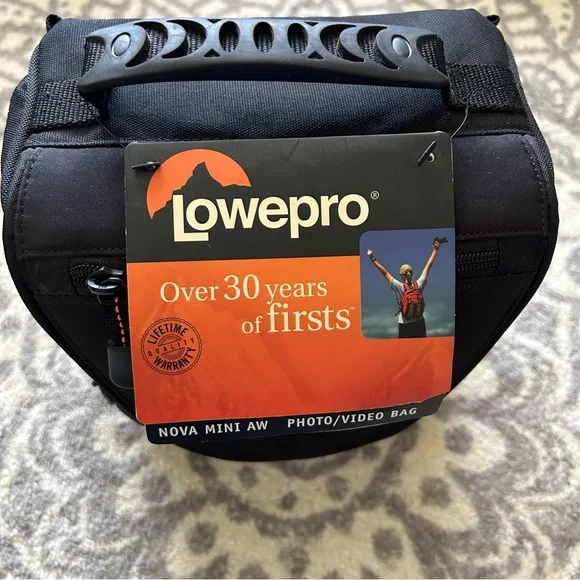 Lowepro®
Over 30 years
of firsts™
LIFETIME
QUALITY
WARRANTY
NOVA MINI AW PHOTO/VIDEO BAG